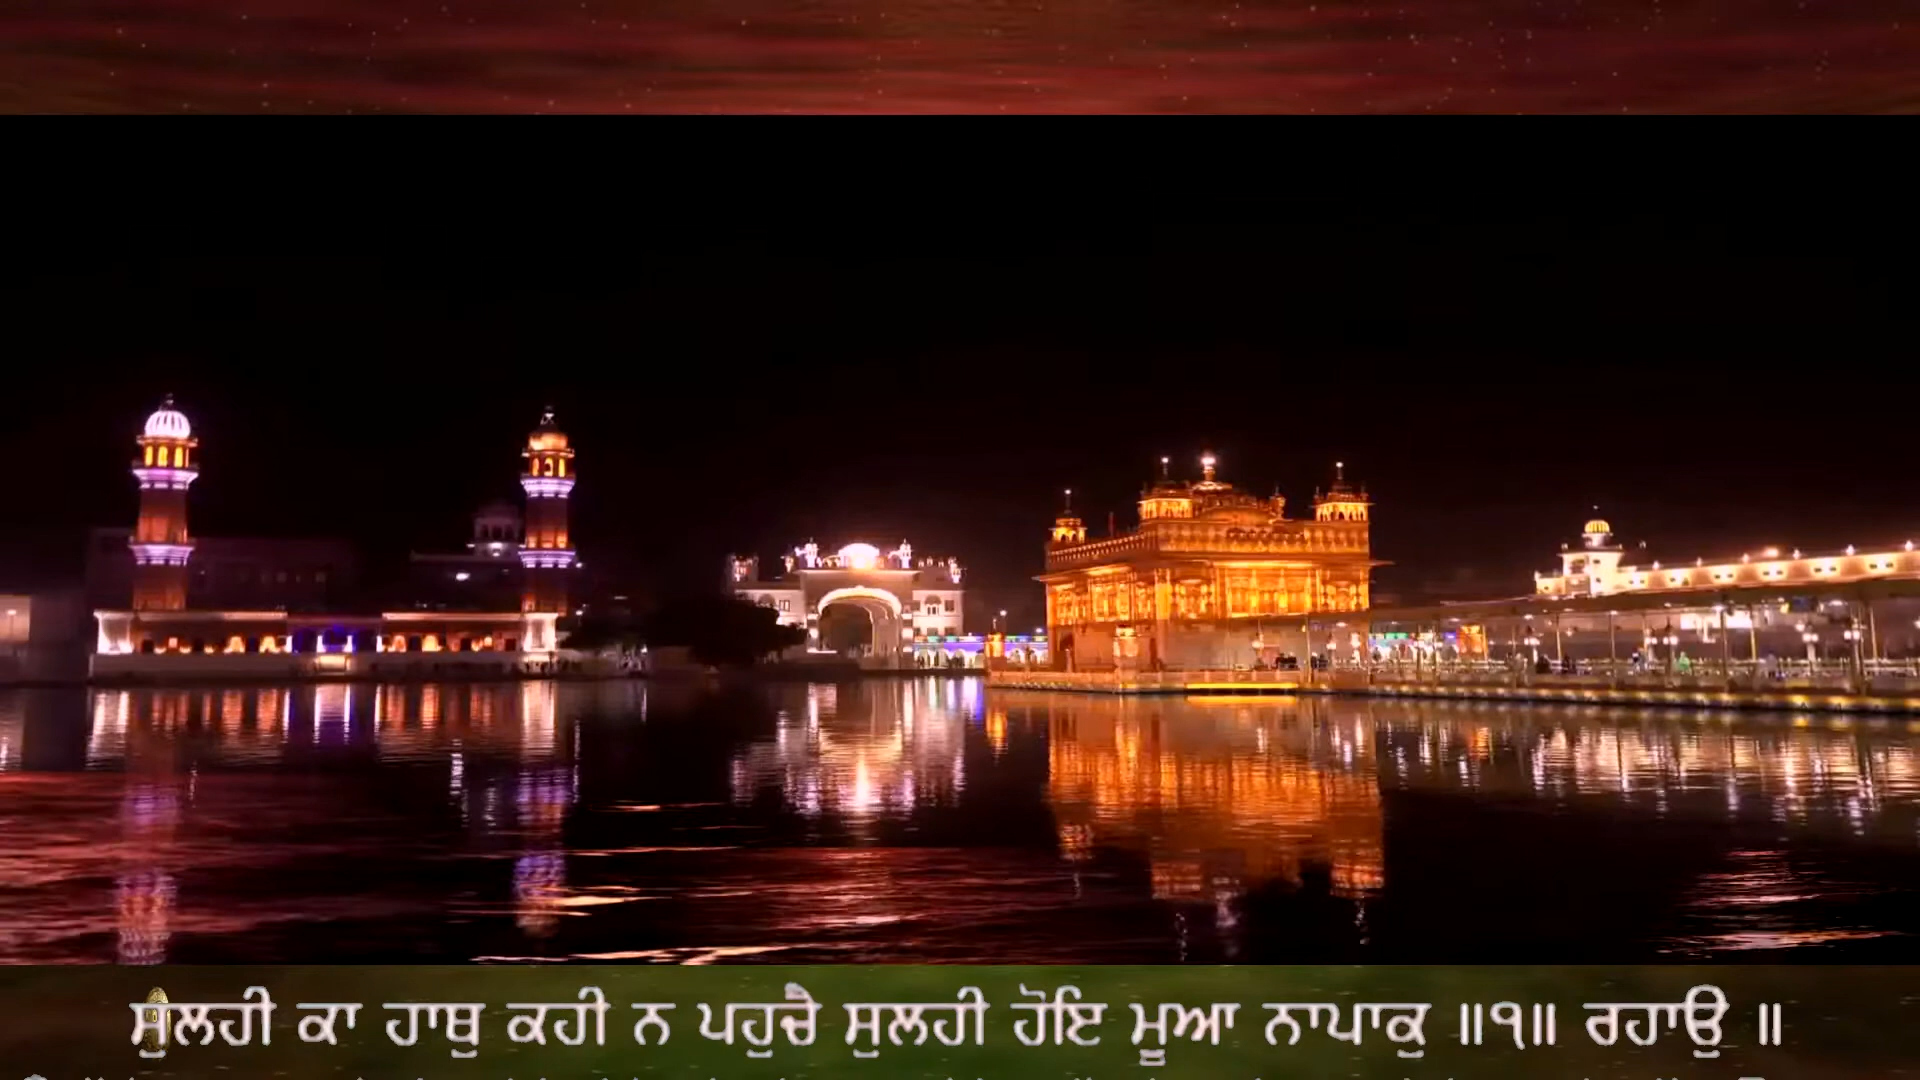 ਸੁਲਹੀ ਕਾ ਹਾਥੁ ਕਹੀ ਨ ਪਹੁਚੈ ਸੁਲਹੀ ਹੋਇ ਮੂਆ ਨਾਪਾਕੁ ॥੧॥ ਰਹਾਉ ॥